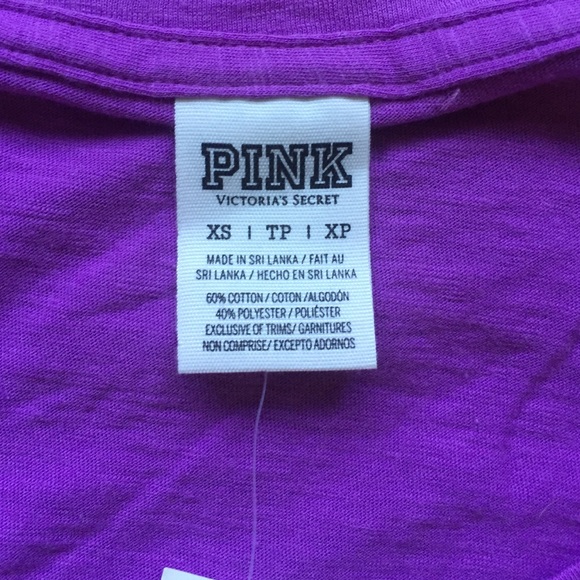 PINK
VICTORIA'S SECRET
XS | TP | XP
MADE IN SRI LANKA / FAIT AU
SRI LANKA / HECHO EN SRI LANKA
60% COTTON / COTON / ALGODÓN
40% POLYESTER / POLIÉSTER
EXCLUSIVE OF TRIMS/ GARNITURES
NON COMPRISE/ EXCEPTO ADORNOS